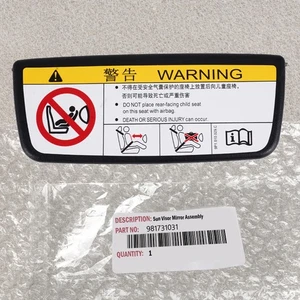 警告 WARNING
• 不得在受安全气囊保护的座椅上放置后向儿童座椅，
否则可能导致死亡或严重伤害
• DO NOT place rear-facing child seat
on this seat with airbag
• DEATH OR SERIOUS INJURY can occur.
DESCRIPTION: Sun Visor Mirror Assembly
PART NO: 981731031
QUANTITY: 1